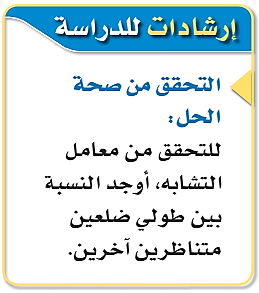 إرشادات للدراسة
التحقق من صحة
الحل:
للتحقق من معامل
التشابه، أوجد النسبة
بين طولي ضلعين
متناظرين آخرين.